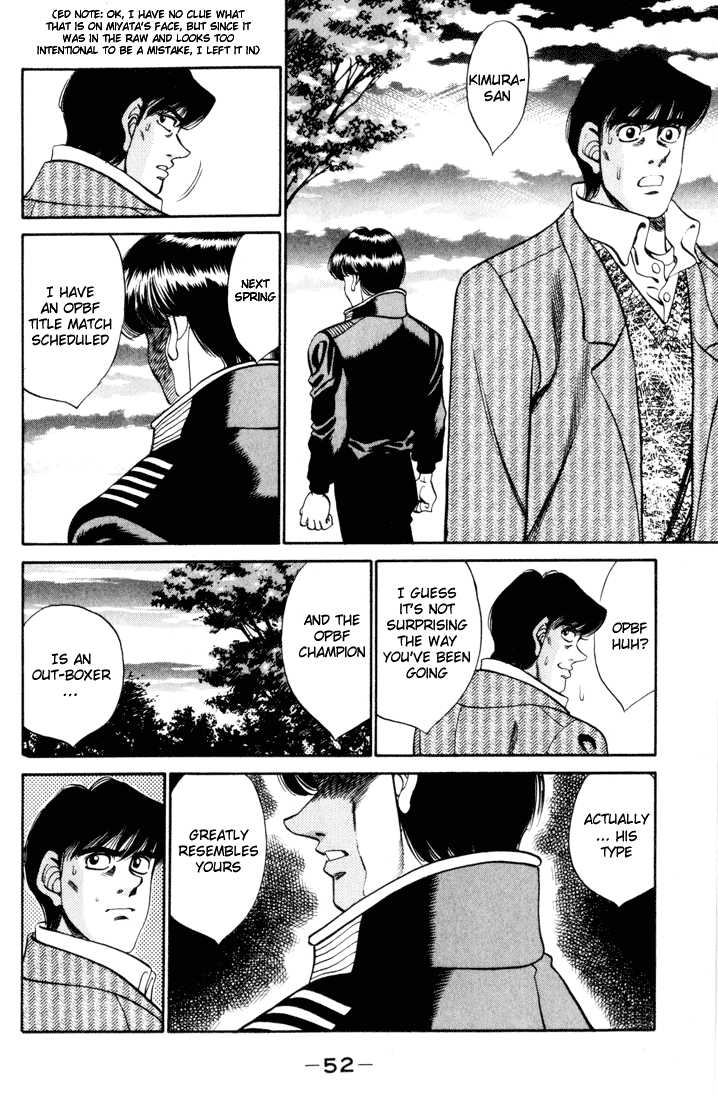 (ED NOTE: OK, I HAVE NO CLUE WHAT
THAT IS ON MIYATA'S FACE, BUT SINCE IT
WAS IN THE RAW AND LOOKS TOO
INTENTIONAL TO BE A MISTAKE, I LEFT IT IN)
KIMURA-
SAN
NEXT
SPRING
I HAVE
AN OPBF
TITLE MATCH
SCHEDULED
OPBF
HUH?
I GUESS
IT'S NOT
SURPRISING
THE WAY
YOU'VE BEEN
GOING
AND THE
OPBF
CHAMPION
IS AN
OUT-BOXER
...
ACTUALLY
... HIS
TYPE
GREATLY
RESEMBLES
YOURS
-52-